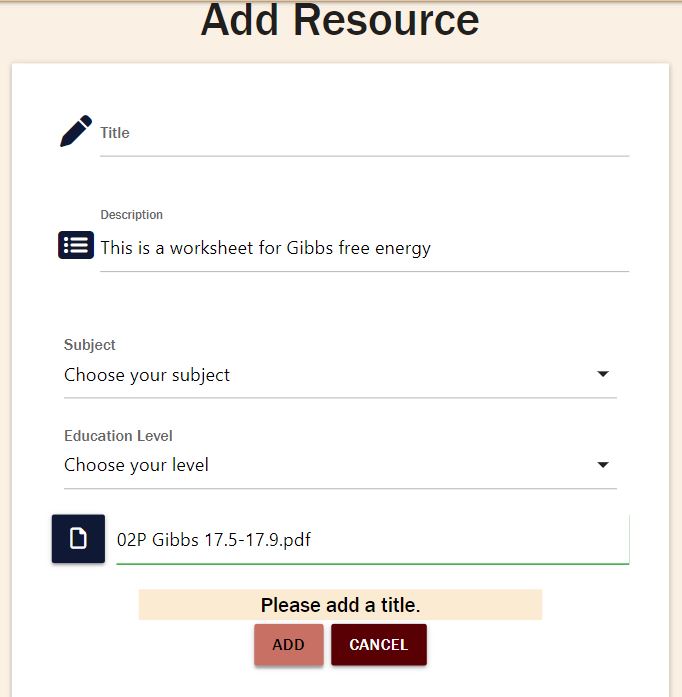 Add Resource
Title
Description
This is a worksheet for Gibbs free energy
Subject
Choose your subject
Education Level
Choose your level
02P Gibbs 17.5-17.9.pdf
Please add a title.
ADD CANCEL